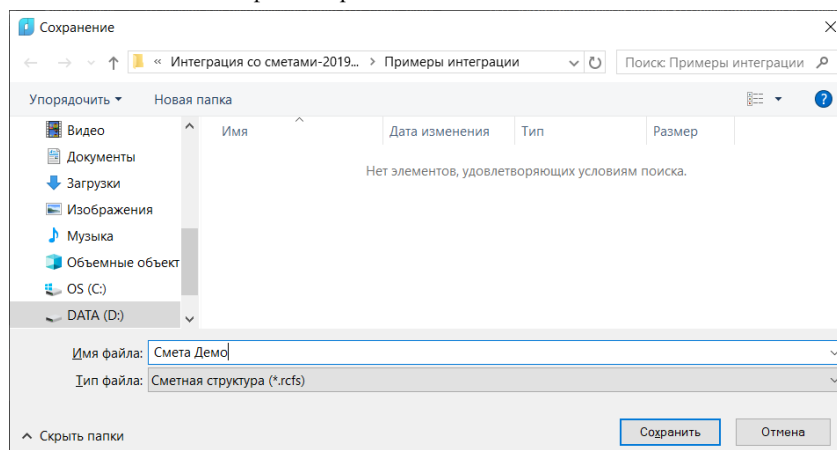 Сохранение
« Интеграция со сметами-2019... > Примеры интеграции
Поиск: Примеры интеграции
Упорядочить
Новая папка
?
Имя
Дата изменения
Тип
Размер
Нет элементов, удовлетворяющих условиям поиска.
Видео
Документы
Загрузки
Изображения
Музыка
Объемные объект
OS (C:)
DATA (D:)
Имя файла: Смета Демо
Тип файла: Сметная структура (*.rcfs)
Скрыть папки
Сохранить
Отмена